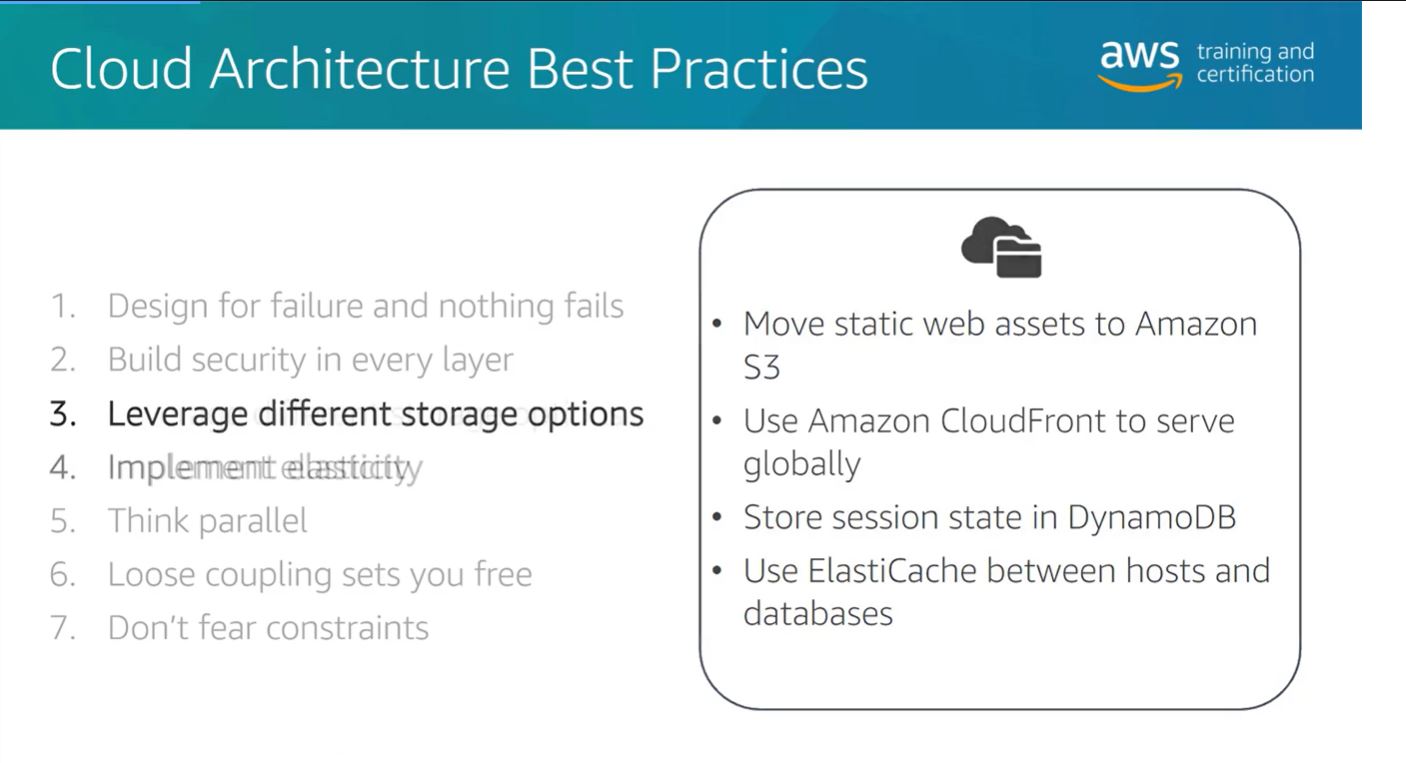 Cloud Architecture Best Practices
aws training and
certification
1. Design for failure and nothing fails
2. Build security in every layer
3. Leverage different storage options
4. Implement elasticity
5. Think parallel
6. Loose coupling sets you free
7. Don't fear constraints
• Move static web assets to Amazon
S3
• Use Amazon CloudFront to serve
globally
• Store session state in DynamoDB
• Use ElastiCache between hosts and
databases